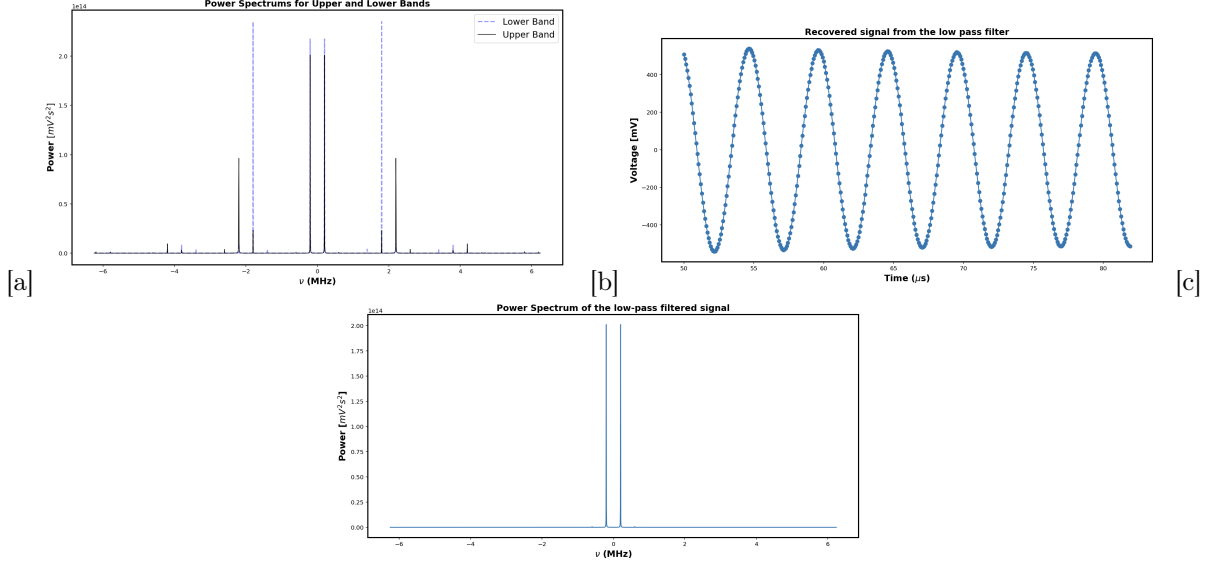 Power Spectrums for Upper and Lower Bands
1e14
Lower Band
Upper Band
2.0
1.5
1.0
0.5
0.0
Power [mV²s²]
−6 −4 −2 0 2 4 6
ν (MHz)
[a]
Recovered signal from the low pass filter
400
200
0
−200
−400
Voltage [mV]
50 55 60 65 70 75 80
Time (μs)
[b]
[c]
Power Spectrum of the low-pass filtered signal
1e14
2.00
1.75
1.50
1.25
1.00
0.75
0.50
0.25
0.00
Power [mV²s²]
−6 −4 −2 0 2 4 6
ν (MHz)